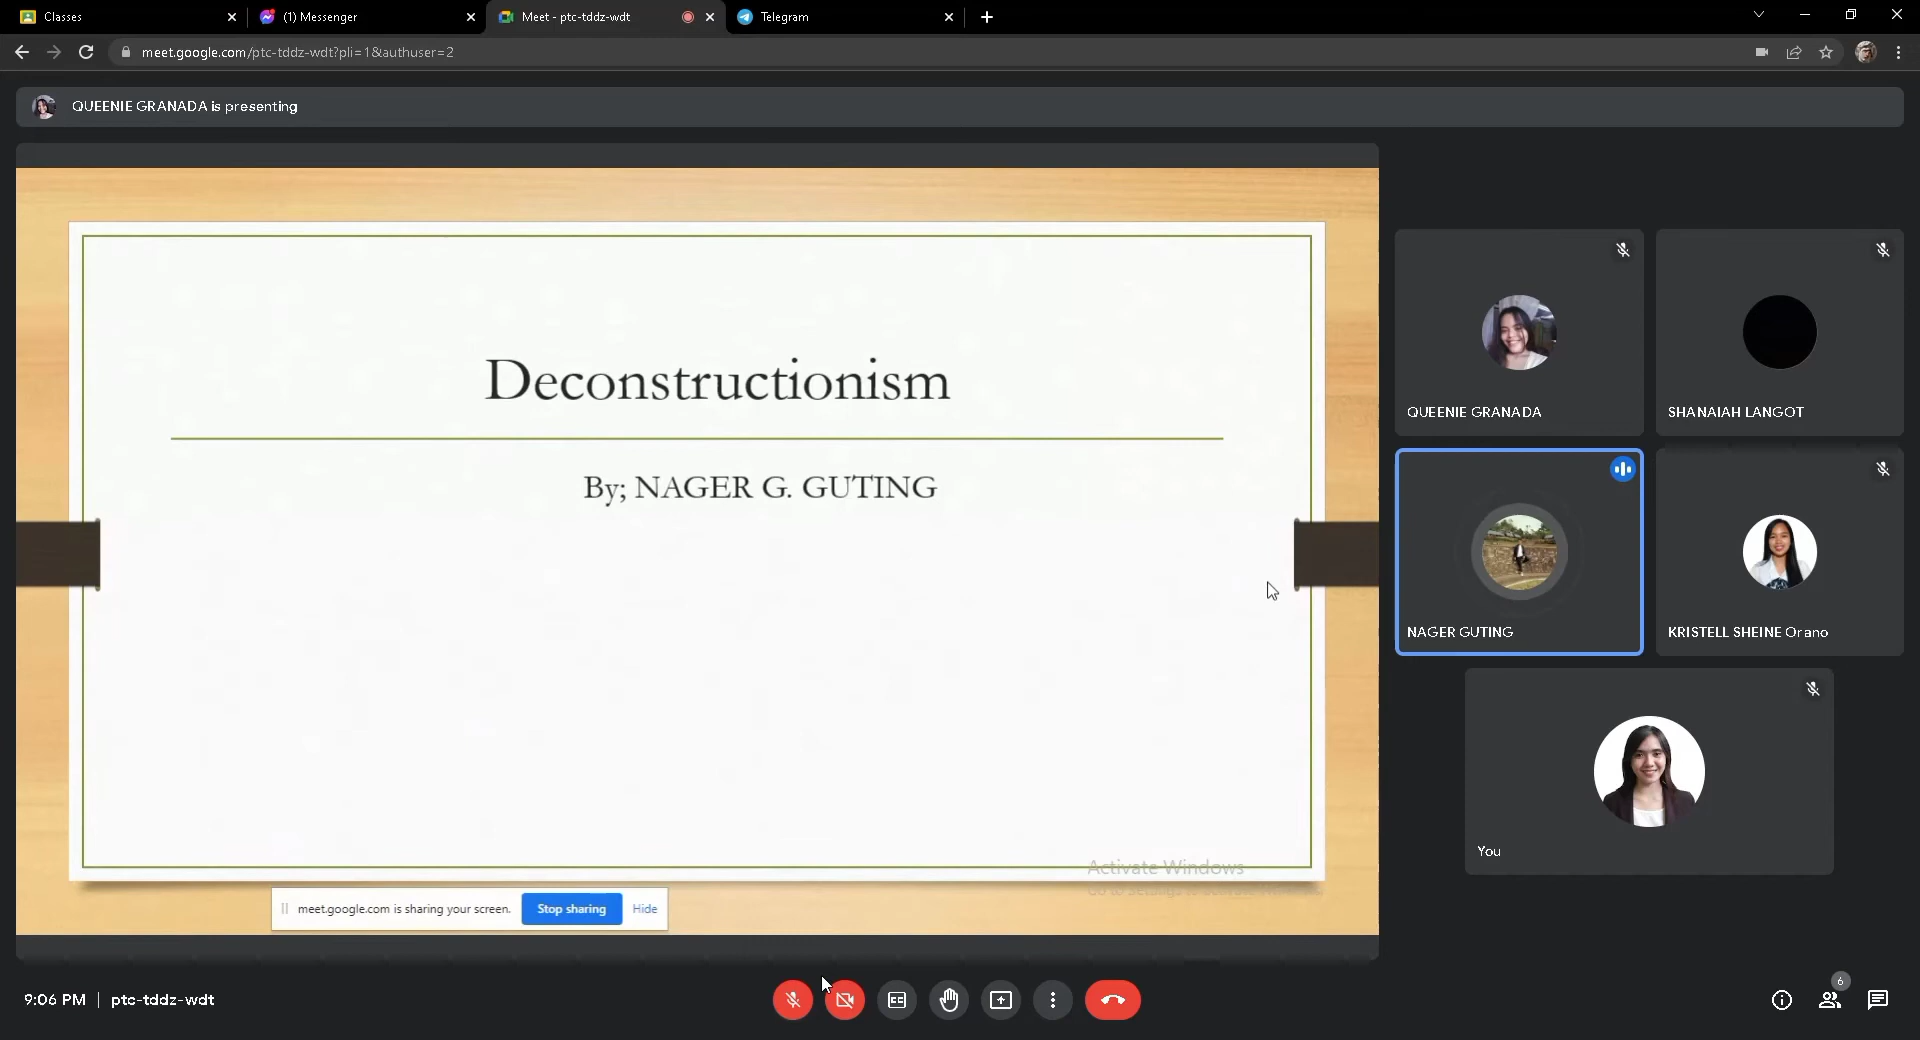 Classes
(1) Messenger
Meet - ptc-tddz-wdt
Telegram
meet.google.com/ptc-tddz-wdt?pli=1&authuser=2
QUEENIE GRANADA is presenting
Deconstructionism
By; NAGER G. GUTING
Activate Windows
meet.google.com is sharing your screen.
Stop sharing
Hide
QUEENIE GRANADA
SHANAIAH LANGOT
NAGER GUTING
KRISTELL SHEINE Orano
You
9:06 PM | ptc-tddz-wdt
6